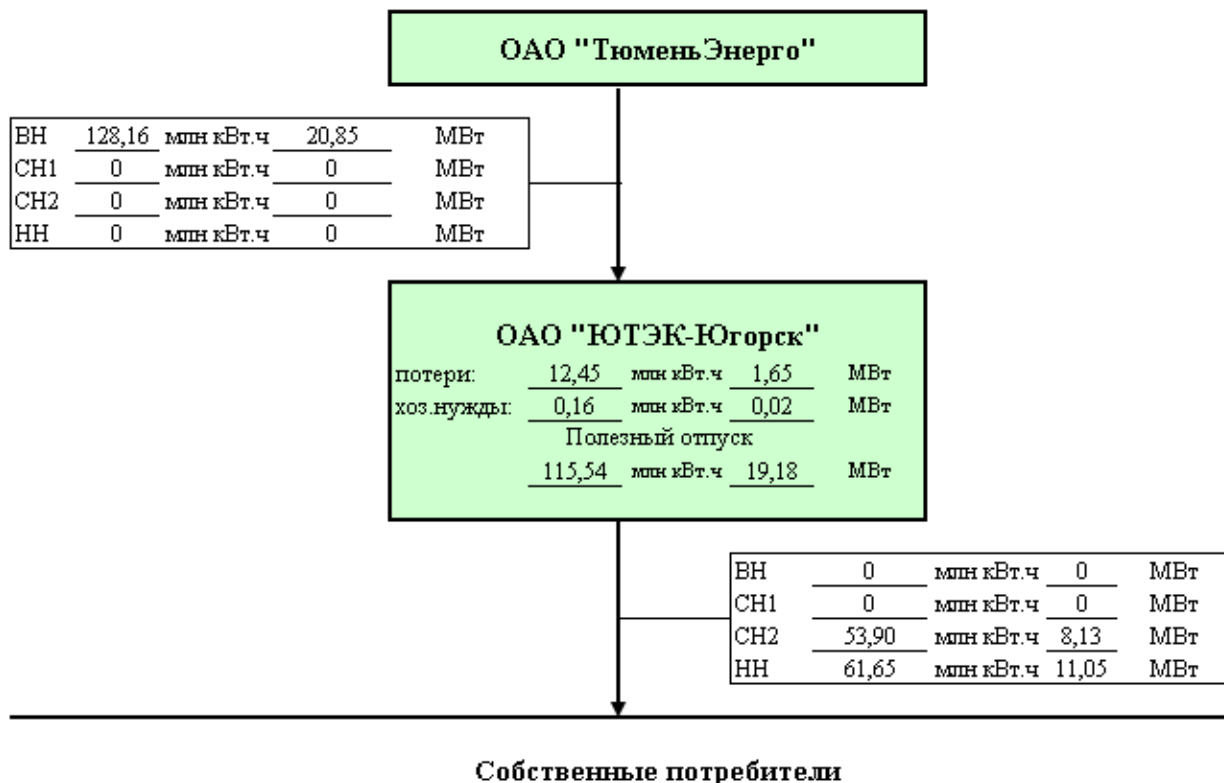 ОАО "ТюменьЭнерго"
ВН 128,16 млн кВт.ч 20,85 МВт
СН1 0 млн кВт.ч 0 МВт
СН2 0 млн кВт.ч 0 МВт
НН 0 млн кВт.ч 0 МВт
ОАО "ЮТЭК-Югорск"
потери: 12,45 млн кВт.ч 1,65 МВт
хоз.нужды: 0,16 млн кВт.ч 0,02 МВт
Полезный отпуск
115,54 млн кВт.ч 19,18 МВт
ВН 0 млн кВт.ч 0 МВт
СН1 0 млн кВт.ч 0 МВт
СН2 53,90 млн кВт.ч 8,13 МВт
НН 61,65 млн кВт.ч 11,05 МВт
Собственные потребители